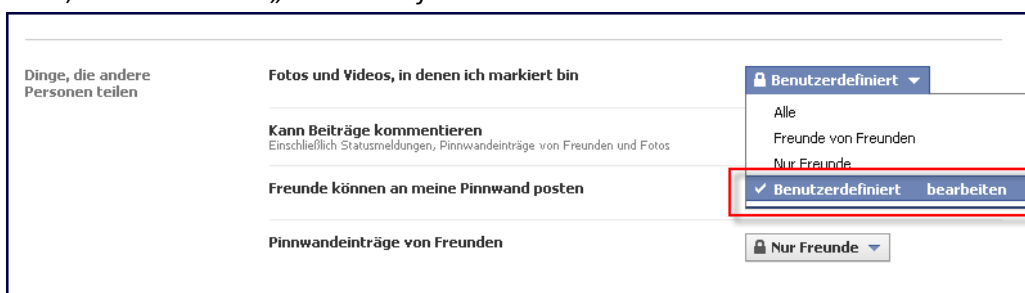 Dinge, die andere
Personen teilen
Fotos und Videos, in denen ich markiert bin
Benutzerdefiniert
Alle
Freunde von Freunden
Nur Freunde
Benutzerdefiniert bearbeiten
Kann Beiträge kommentieren
Einschließlich Statusmeldungen, Pinnwandeinträge von Freunden und Fotos
Freunde können an meine Pinnwand posten
Pinnwandeinträge von Freunden
Nur Freunde